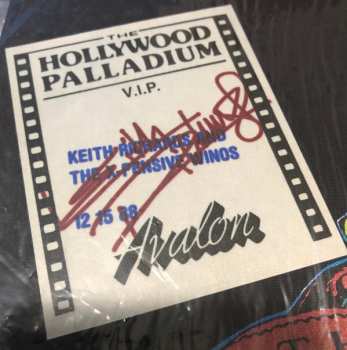 THE
HOLLYWOOD
PALLADIUM
V.I.P.
KEITH RICHARDS AND
THE X-PENSIVE WINOS
12 15 88
Avalon